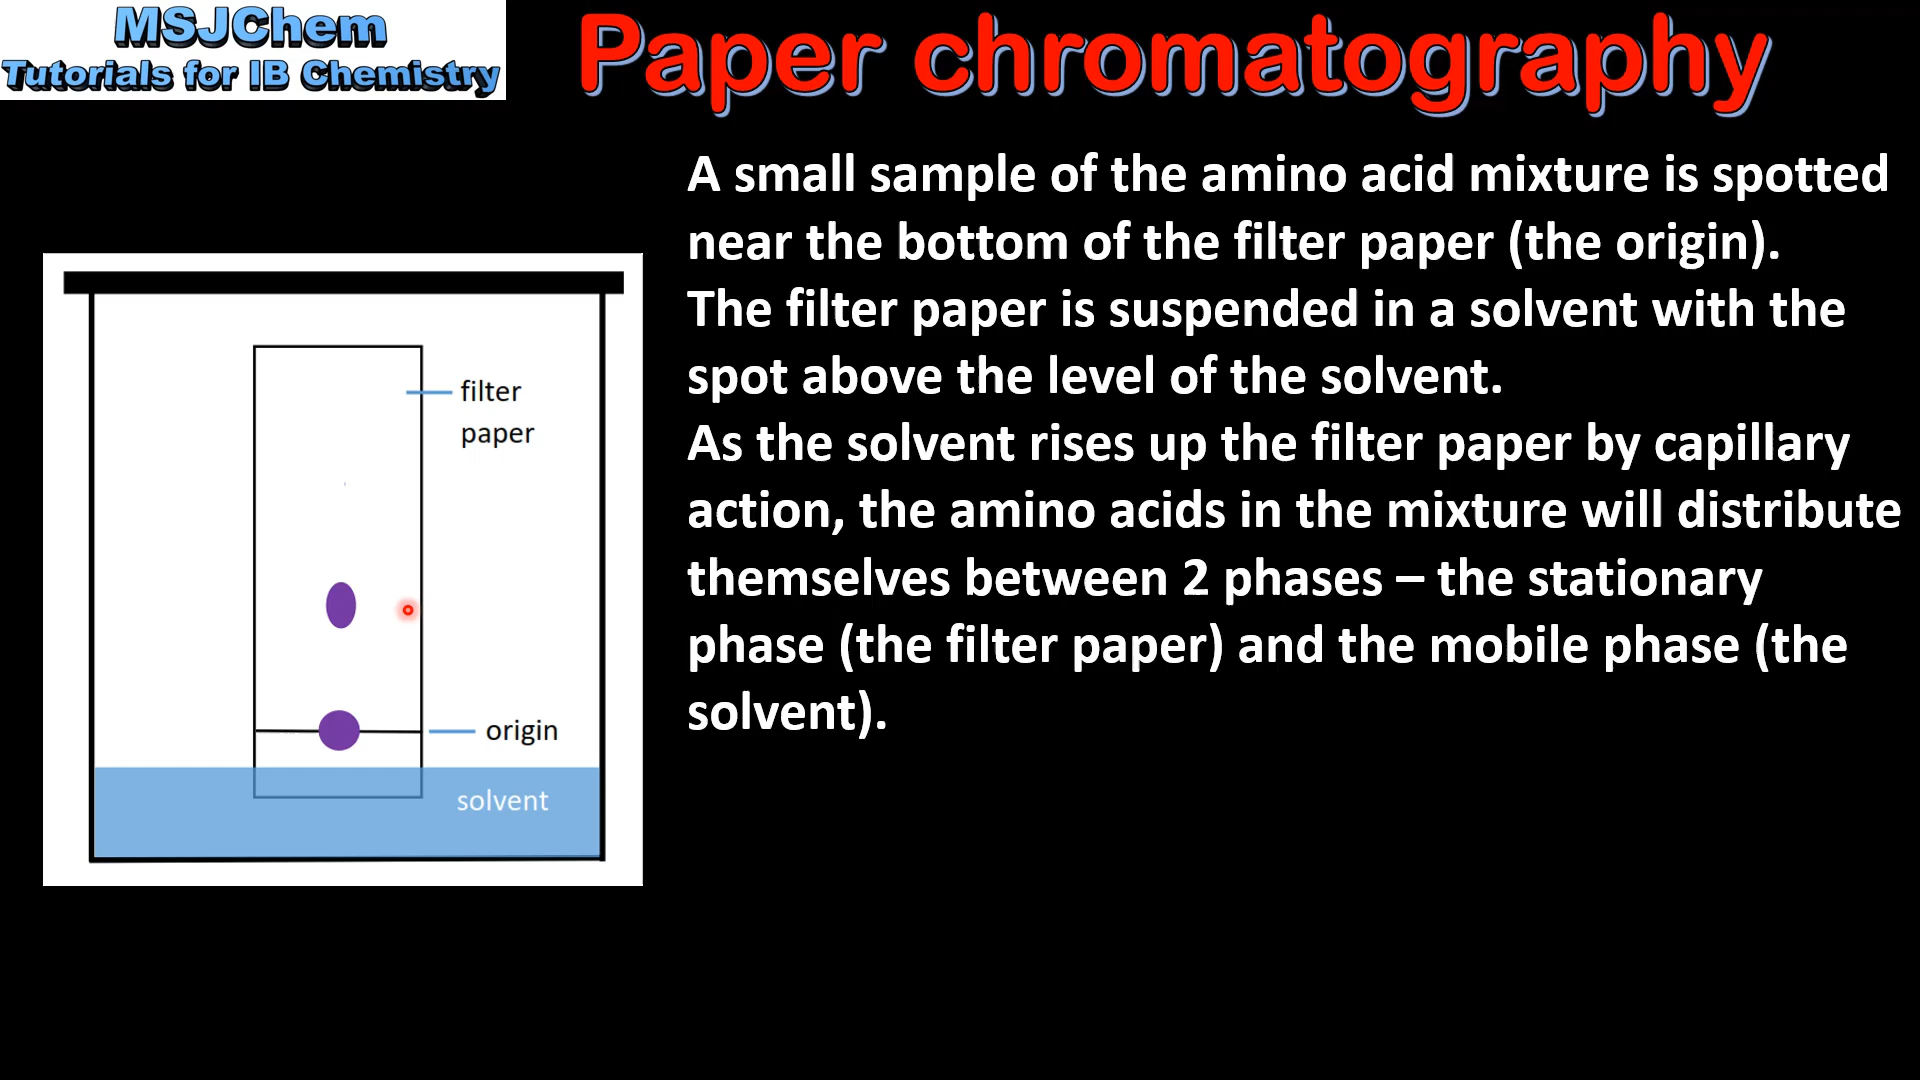 MSJChem
Tutorials for IB Chemistry
Paper chromatography
A small sample of the amino acid mixture is spotted
near the bottom of the filter paper (the origin).
The filter paper is suspended in a solvent with the
spot above the level of the solvent.
As the solvent rises up the filter paper by capillary
action, the amino acids in the mixture will distribute
themselves between 2 phases – the stationary
phase (the filter paper) and the mobile phase (the
solvent).
filter
paper
origin
solvent